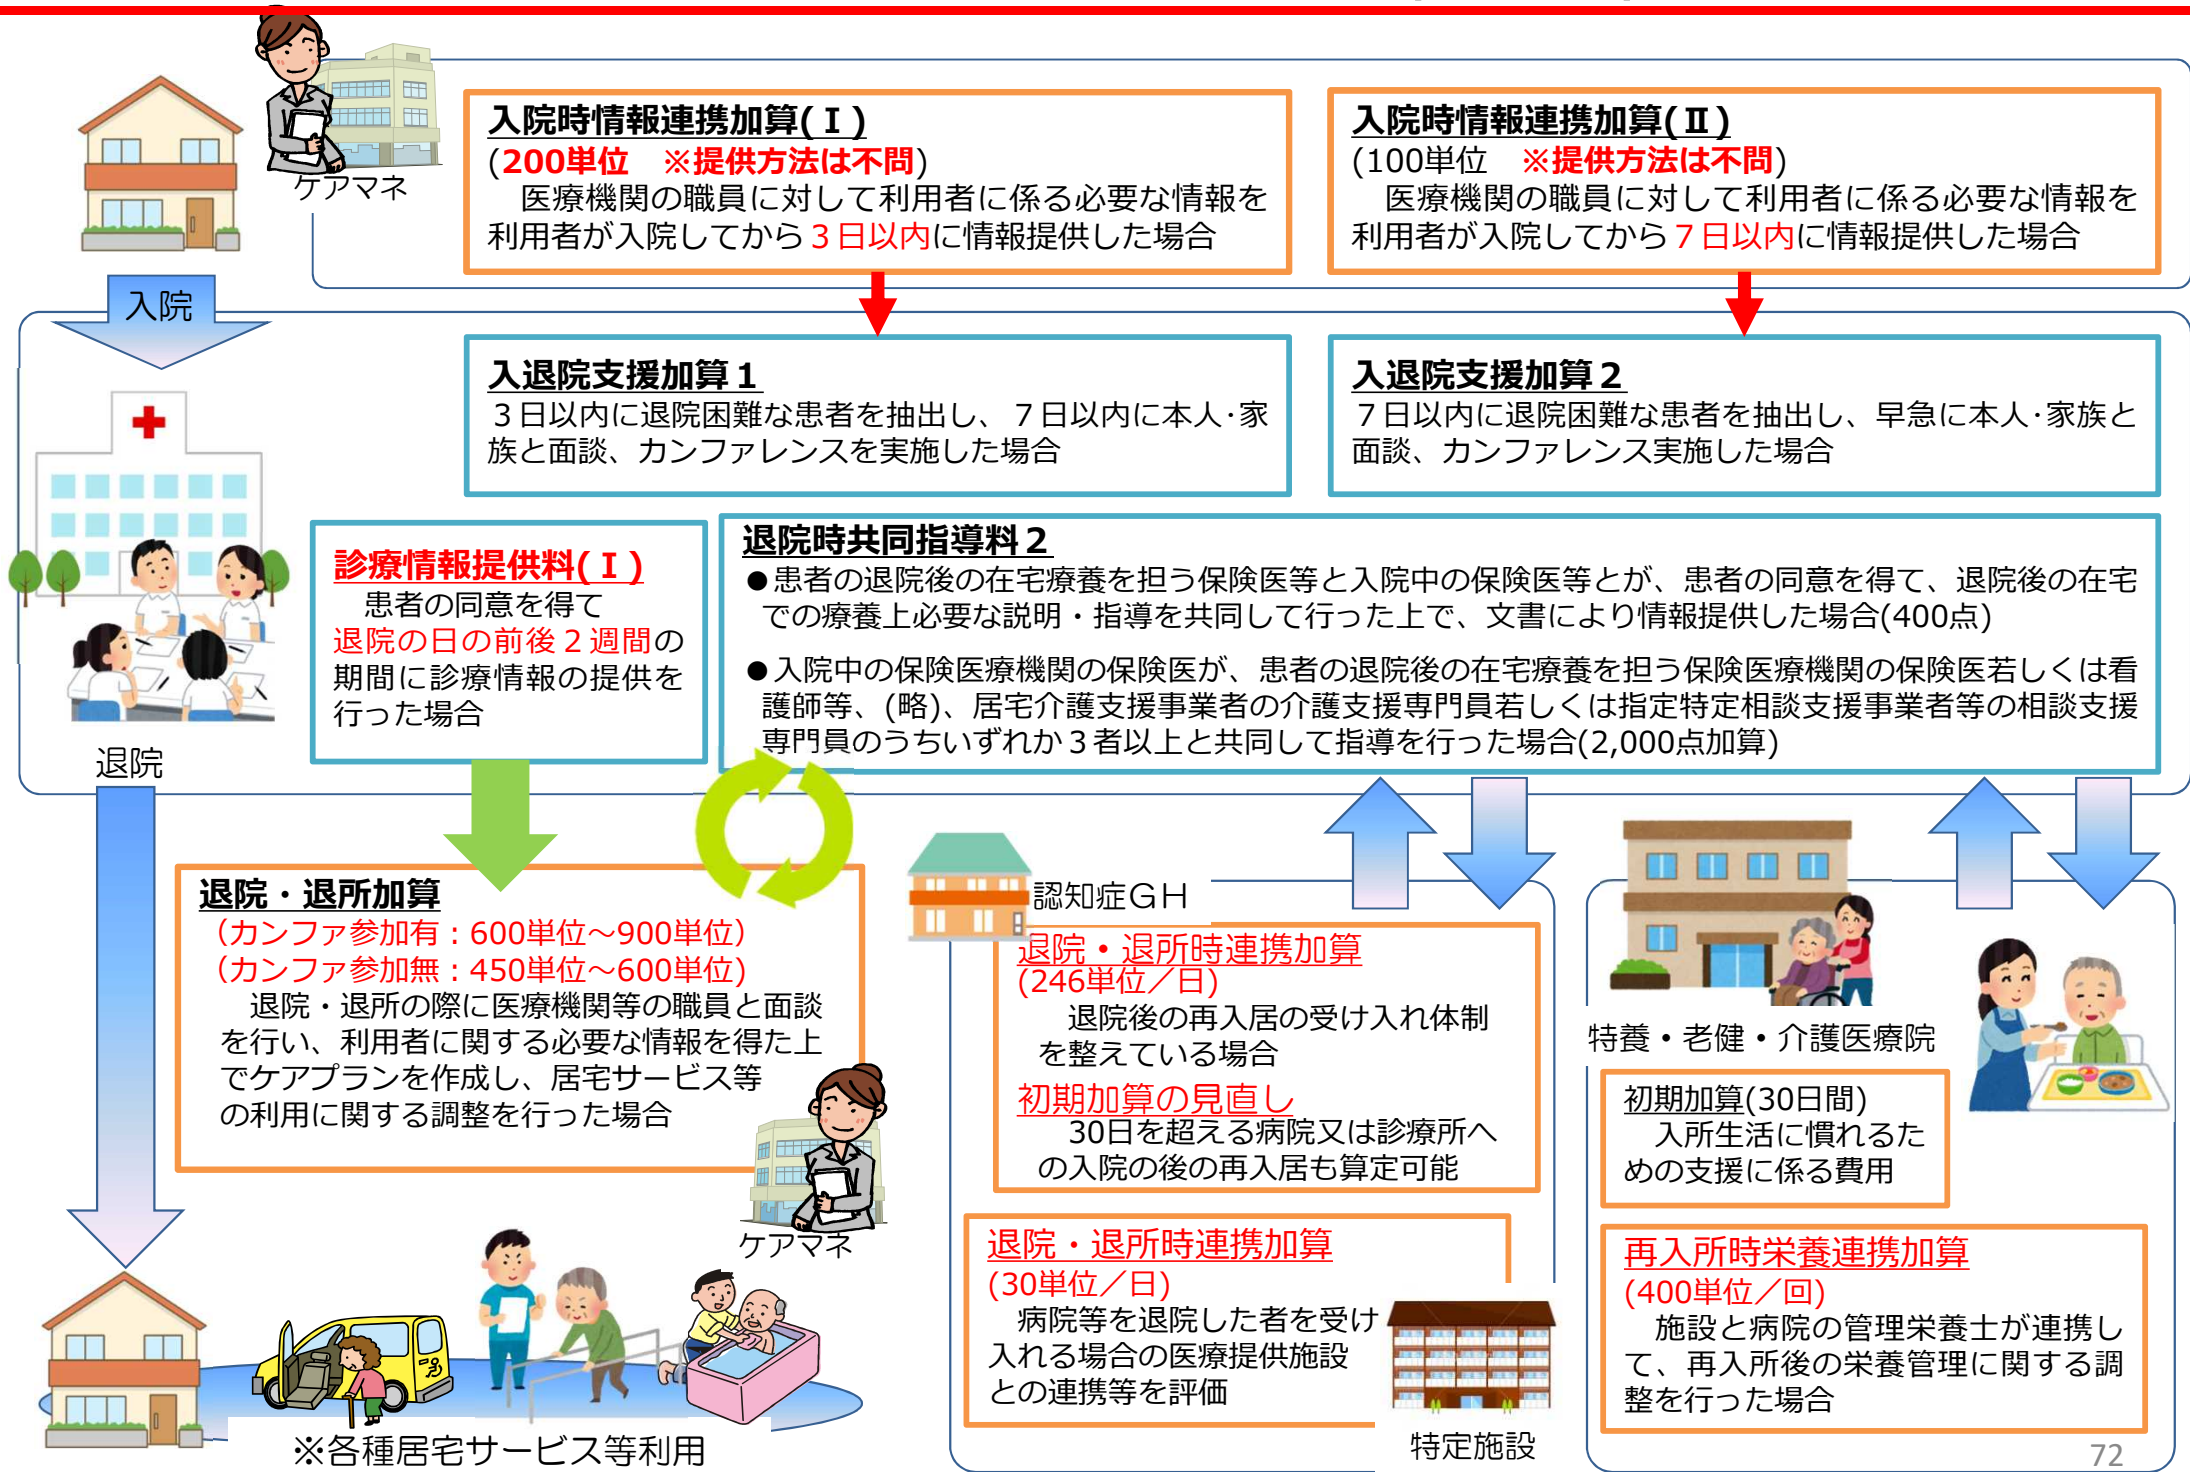 ケアマネ
入院時情報連携加算(Ⅰ)
(200単位　※提供方法は不問)
医療機関の職員に対して利用者に係る必要な情報を
利用者が入院してから３日以内に情報提供した場合
入院時情報連携加算(Ⅱ)
(100単位　※提供方法は不問)
医療機関の職員に対して利用者に係る必要な情報を
利用者が入院してから７日以内に情報提供した場合
入院
入退院支援加算１
３日以内に退院困難な患者を抽出し、７日以内に本人・家
族と面談、カンファレンスを実施した場合
入退院支援加算２
７日以内に退院困難な患者を抽出し、早急に本人・家族と
面談、カンファレンス実施した場合
診療情報提供料(Ⅰ)
患者の同意を得て
退院の日の前後２週間の
期間に診療情報の提供を
行った場合
退院時共同指導料２
●患者の退院後の在宅療養を担う保険医等と入院中の保険医等とが、患者の同意を得て、退院後の在宅
での療養上必要な説明・指導を共同して行った上で、文書により情報提供した場合(400点)
●入院中の保険医療機関の保険医が、患者の退院後の在宅療養を担う保険医療機関の保険医若しくは看
護師等、(略)、居宅介護支援事業者の介護支援専門員若しくは指定特定相談支援事業者等の相談支援
専門員のうちいずれか３者以上と共同して指導を行った場合(2,000点加算)
退院
退院・退所加算
（カンファ参加有：600単位～900単位）
（カンファ参加無：450単位～600単位)
退院・退所の際に医療機関等の職員と面談
を行い、利用者に関する必要な情報を得た上
でケアプランを作成し、居宅サービス等
の利用に関する調整を行った場合
ケアマネ
※各種居宅サービス等利用
認知症ＧＨ
退院・退所時連携加算
(246単位／日)
退院後の再入居の受け入れ体制
を整えている場合
初期加算の見直し
30日を超える病院又は診療所へ
の入院の後の再入居も算定可能
退院・退所時連携加算
(30単位／日)
病院等を退院した者を受け
入れる場合の医療提供施設
との連携等を評価
特定施設
特養・老健・介護医療院
初期加算(30日間)
入所生活に慣れるた
めの支援に係る費用
再入所時栄養連携加算
(400単位／回)
施設と病院の管理栄養士が連携し
て、再入所後の栄養管理に関する調
整を行った場合
72